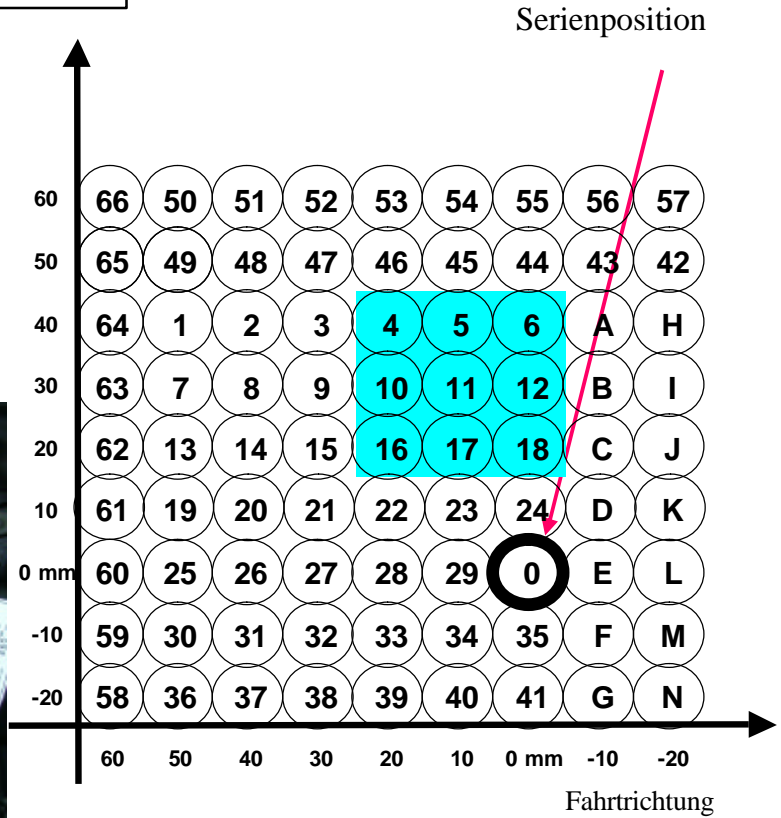 Serienposition
60 66 50 51 52 53 54 55 56 57
50 65 49 48 47 46 45 44 43 42
40 64 1 2 3 4 5 6 A H
30 63 7 8 9 10 11 12 B I
20 62 13 14 15 16 17 18 C J
10 61 19 20 21 22 23 24 D K
0 mm 60 25 26 27 28 29 0 E L
-10 59 30 31 32 33 34 35 F M
-20 58 36 37 38 39 40 41 G N
60 50 40 30 20 10 0 mm -10 -20
Fahrtrichtung